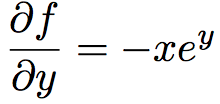 ∂f/∂y = −xe^y